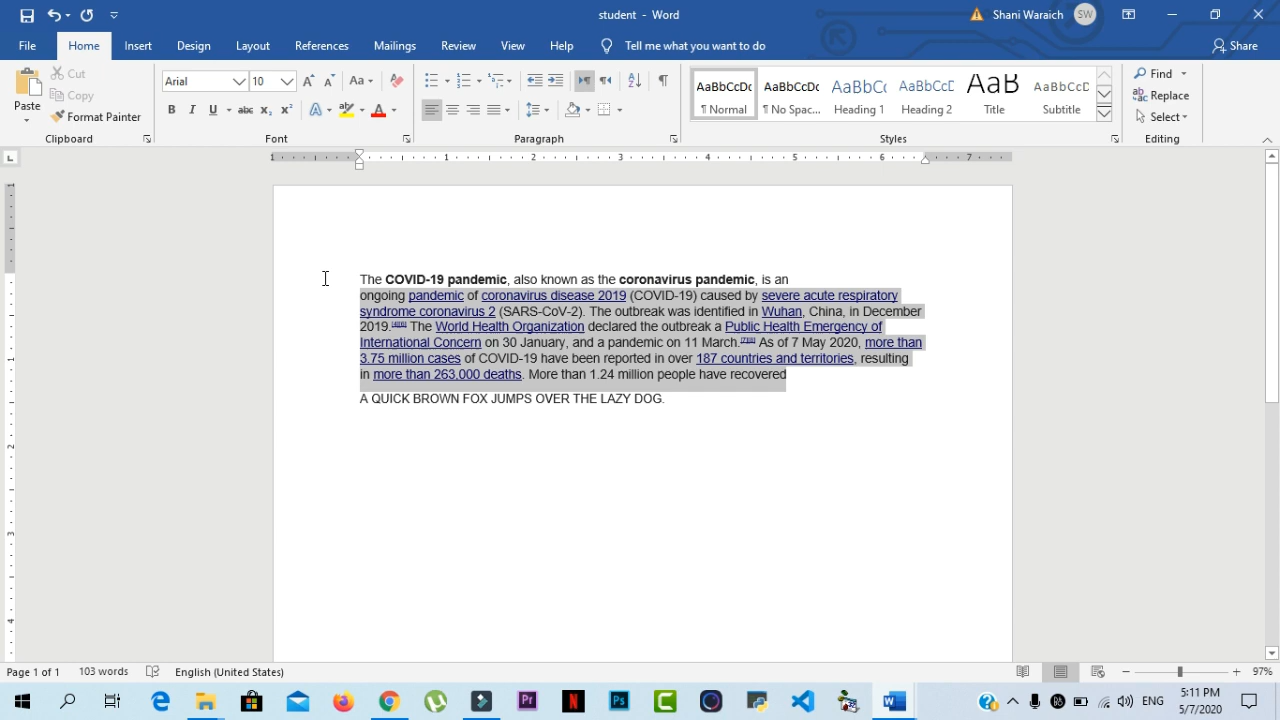 student - Word
Shani Waraich
SW
File Home Insert Design Layout References Mailings Review View Help Tell me what you want to do
Share
Paste
Cut
Copy
Format Painter
Clipboard
Arial 10
Font
Paragraph
AaBbCcDc AaBbCcDc AaBbCc AaBbCcD AaB AaBbCcD
¶ Normal ¶ No Spac... Heading 1 Heading 2 Title Subtitle
Styles
Find
Replace
Select
Editing
1 1 2 3 4 5 6 7
The COVID-19 pandemic, also known as the coronavirus pandemic, is an
ongoing pandemic of coronavirus disease 2019 (COVID-19) caused by severe acute respiratory
syndrome coronavirus 2 (SARS-CoV-2). The outbreak was identified in Wuhan, China, in December
2019. The World Health Organization declared the outbreak a Public Health Emergency of
International Concern on 30 January, and a pandemic on 11 March. As of 7 May 2020, more than
3.75 million cases of COVID-19 have been reported in over 187 countries and territories, resulting
in more than 263,000 deaths. More than 1.24 million people have recovered
A QUICK BROWN FOX JUMPS OVER THE LAZY DOG.
Page 1 of 1 103 words English (United States) 97%
ENG
5:11 PM
5/7/2020